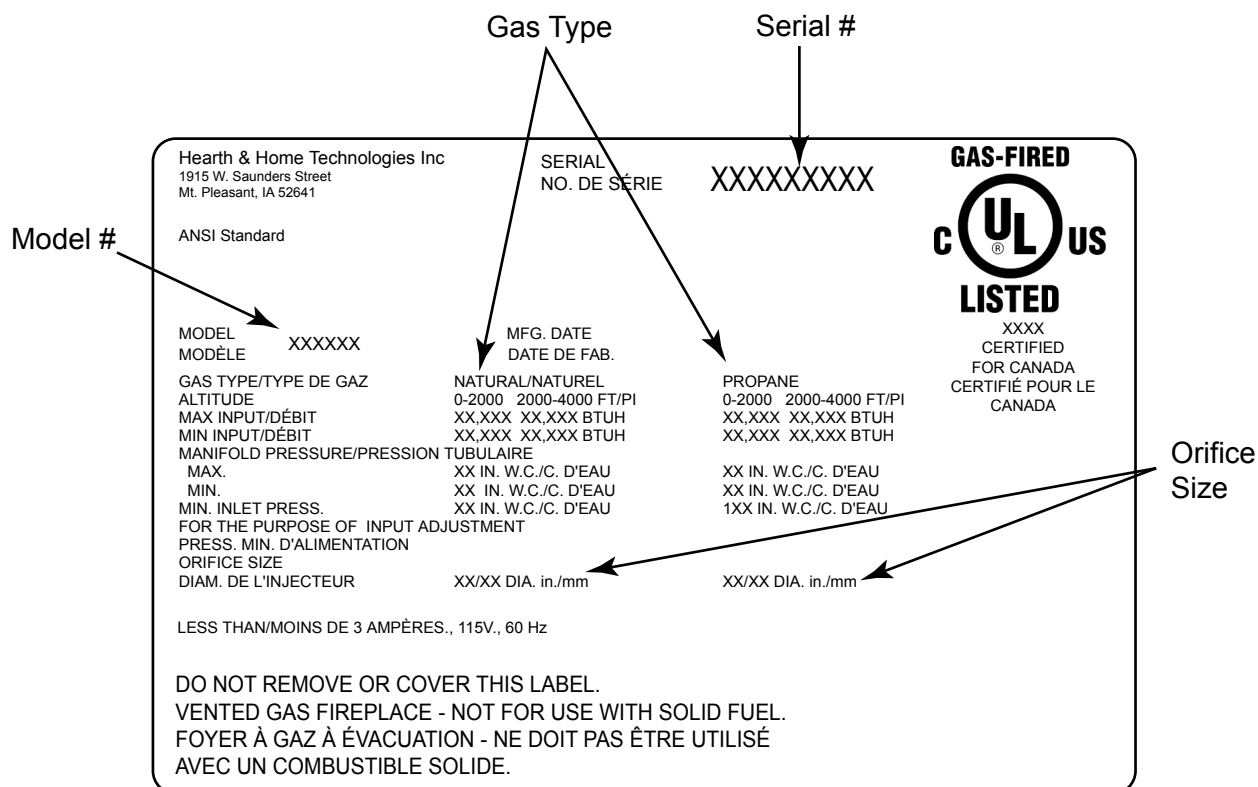 Gas Type
Serial #
Hearth & Home Technologies Inc
1915 W. Saunders Street
Mt. Pleasant, IA 52641
SERIAL
NO. DE SÉRIE
XXXXXXXXX
GAS-FIRED
C UL® US
LISTED
XXXX
CERTIFIED
FOR CANADA
CERTIFIÉ POUR LE
CANADA
Model #
ANSI Standard
MODEL
MODÈLE
XXXXXX
MFG. DATE
DATE DE FAB.
GAS TYPE/TYPE DE GAZ NATURAL/NATUREL PROPANE
ALTITUDE 0-2000 2000-4000 FT/PI 0-2000 2000-4000 FT/PI
MAX INPUT/DÉBIT XX,XXX XX,XXX BTUH XX,XXX XX,XXX BTUH
MIN INPUT/DÉBIT XX,XXX XX,XXX BTUH XX,XXX XX,XXX BTUH
MANIFOLD PRESSURE/PRESSION TUBULAIRE
MAX. XX IN. W.C./C. D'EAU XX IN. W.C./C. D'EAU
MIN. XX IN. W.C./C. D'EAU XX IN. W.C./C. D'EAU
MIN. INLET PRESS. XX IN. W.C./C. D'EAU 1XX IN. W.C./C. D'EAU
FOR THE PURPOSE OF INPUT ADJUSTMENT
PRESS. MIN. D'ALIMENTATION
ORIFICE SIZE
DIAM. DE L'INJECTEUR XX/XX DIA. in./mm XX/XX DIA. in./mm
Orifice
Size
LESS THAN/MOINS DE 3 AMPÈRES., 115V., 60 Hz
DO NOT REMOVE OR COVER THIS LABEL.
VENTED GAS FIREPLACE - NOT FOR USE WITH SOLID FUEL.
FOYER À GAZ À ÉVACUATION - NE DOIT PAS ÊTRE UTILISÉ
AVEC UN COMBUSTIBLE SOLIDE.